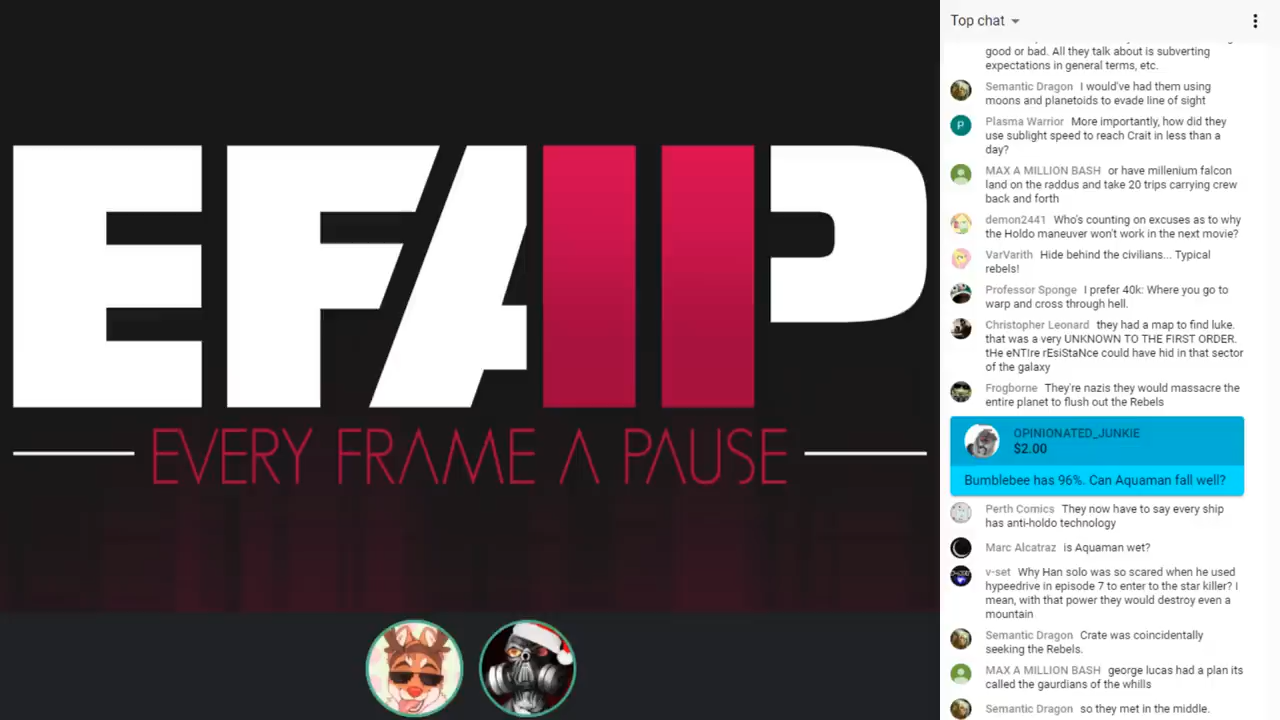 EFAP
EVERY FRAME A PAUSE
Top chat
good or bad. All they talk about is subverting
expectations in general terms, etc.
Semantic Dragon I would've had them using
moons and planetoids to evade line of sight
P
Plasma Warrior More importantly, how did they
use sublight speed to reach Crait in less than a
day?
MAX A MILLION BASH or have millenium falcon
land on the raddus and take 20 trips carrying crew
back and forth
demon2441 Who's counting on excuses as to why
the Holdo maneuver won't work in the next movie?
VarVarith Hide behind the civilians... Typical
rebels!
Professor Sponge I prefer 40k: Where you go to
warp and cross through hell.
Christopher Leonard they had a map to find luke.
that was a very UNKNOWN TO THE FIRST ORDER.
tHe eNTIre rEsiStaNce could have hid in that sector
of the galaxy
Frogborne They're nazis they would massacre the
entire planet to flush out the Rebels
OPINIONATED_JUNKIE
$2.00
Bumblebee has 96%. Can Aquaman fall well?
Perth Comics They now have to say every ship
has anti-holdo technology
Marc Alcatraz is Aquaman wet?
v-set Why Han solo was so scared when he used
hypeedrive in episode 7 to enter to the star killer? I
mean, with that power they would destroy even a
mountain
Semantic Dragon Crate was coincidentally
seeking the Rebels.
MAX A MILLION BASH george lucas had a plan its
called the gaurdians of the whills
Semantic Dragon so they met in the middle.